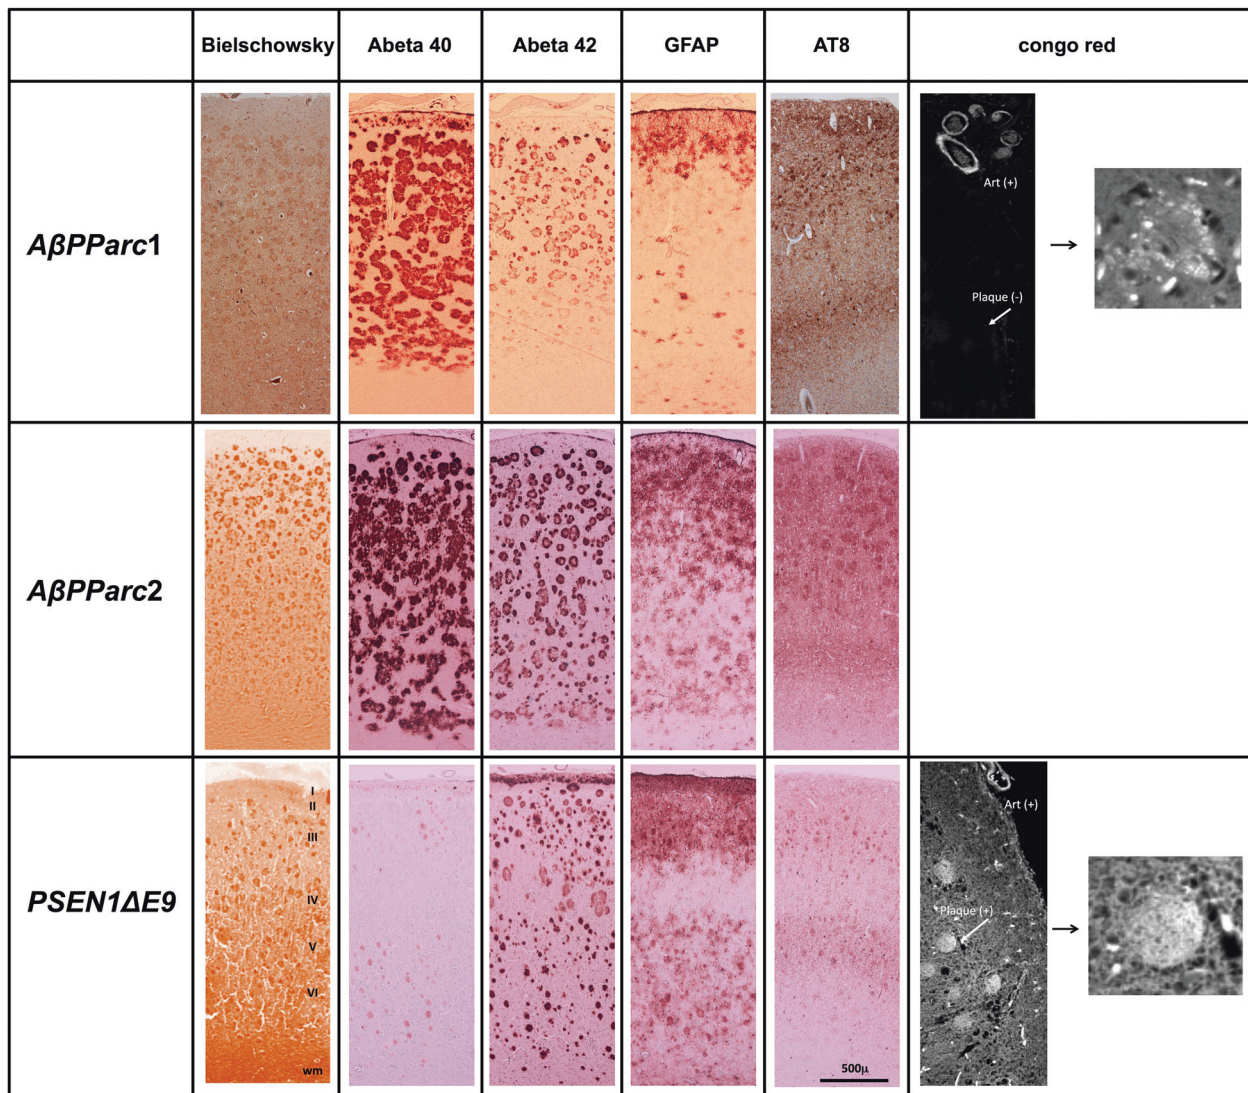 Bielschowsky Abeta 40 Abeta 42 GFAP AT8 congo red
AβPParc1
Art (+)
Plaque (-)
AβPParc2
PSEN1ΔE9
I
II
III
IV
V
VI
wm
500μ
Art (+)
Plaque (+)